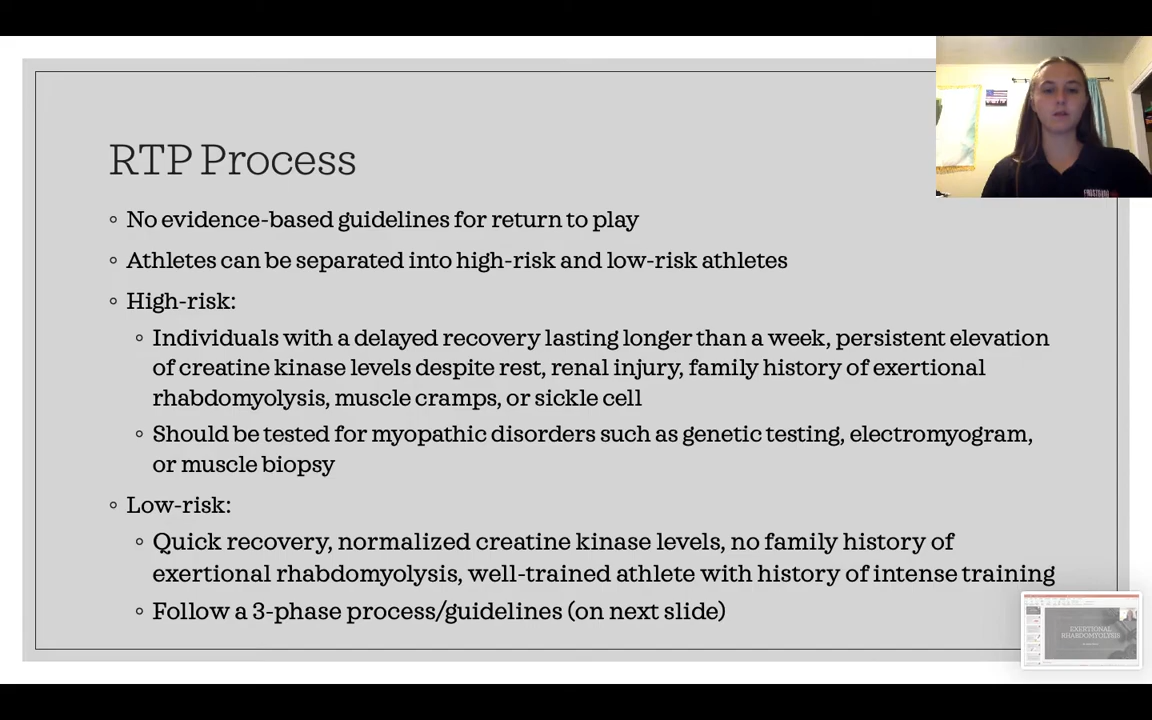 RTP Process
No evidence-based guidelines for return to play
Athletes can be separated into high-risk and low-risk athletes
High-risk:
Individuals with a delayed recovery lasting longer than a week, persistent elevation
of creatine kinase levels despite rest, renal injury, family history of exertional
rhabdomyolysis, muscle cramps, or sickle cell
Should be tested for myopathic disorders such as genetic testing, electromyogram,
or muscle biopsy
Low-risk:
Quick recovery, normalized creatine kinase levels, no family history of
exertional rhabdomyolysis, well-trained athlete with history of intense training
Follow a 3-phase process/guidelines (on next slide)
EXERTIONAL
RHABDOMYOLYSIS